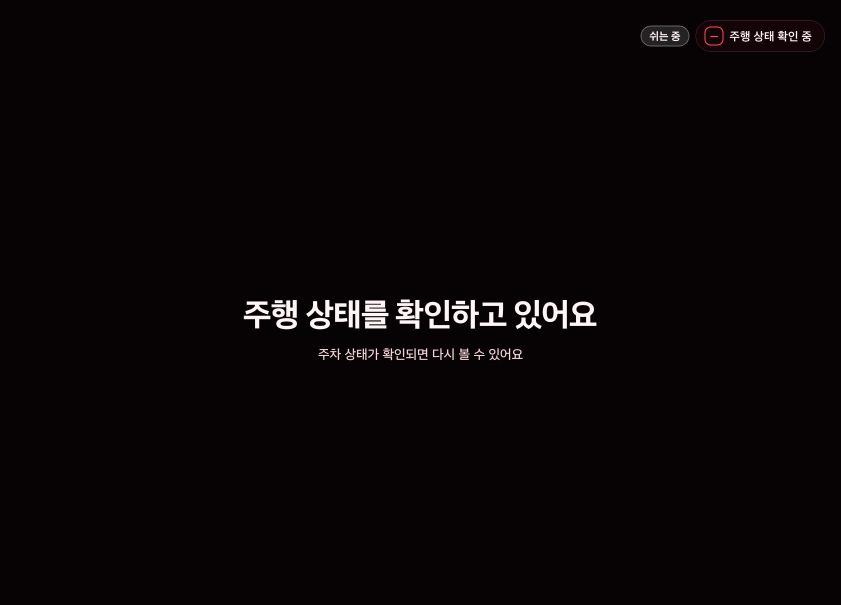 쉬는 중
주행 상태 확인 중
주행 상태를 확인하고 있어요
주차 상태가 확인되면 다시 볼 수 있어요